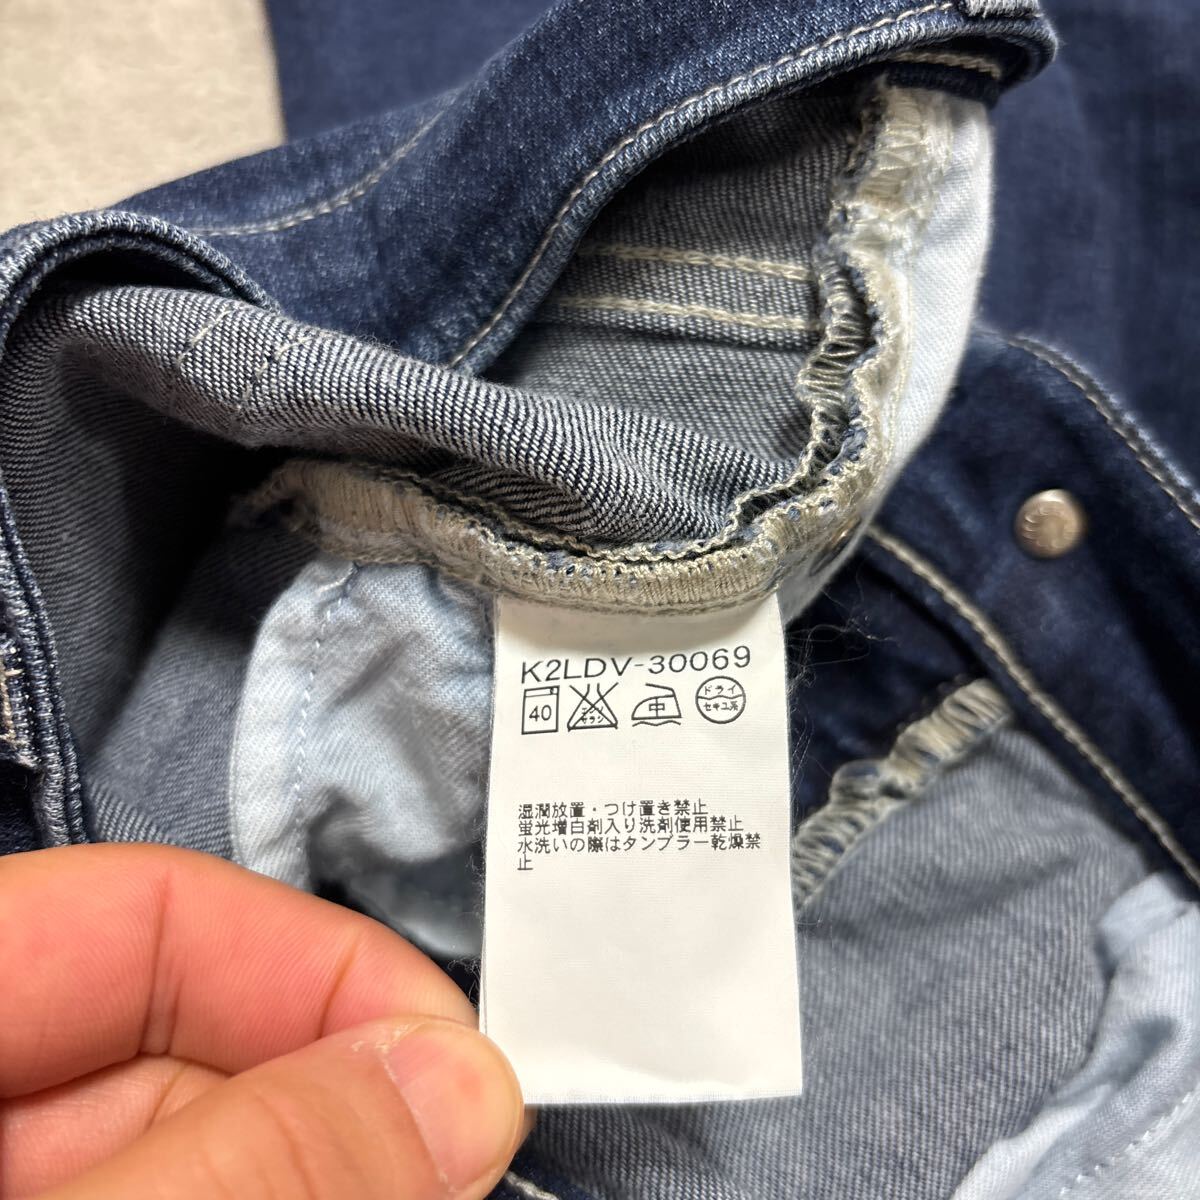 K2LDV-30069
40 エンソ サラシ 中 ドライ セキユ系
湿潤放置・つけ置き禁止
蛍光増白剤入り洗剤使用禁止
水洗いの際はタンブラー乾燥禁
止